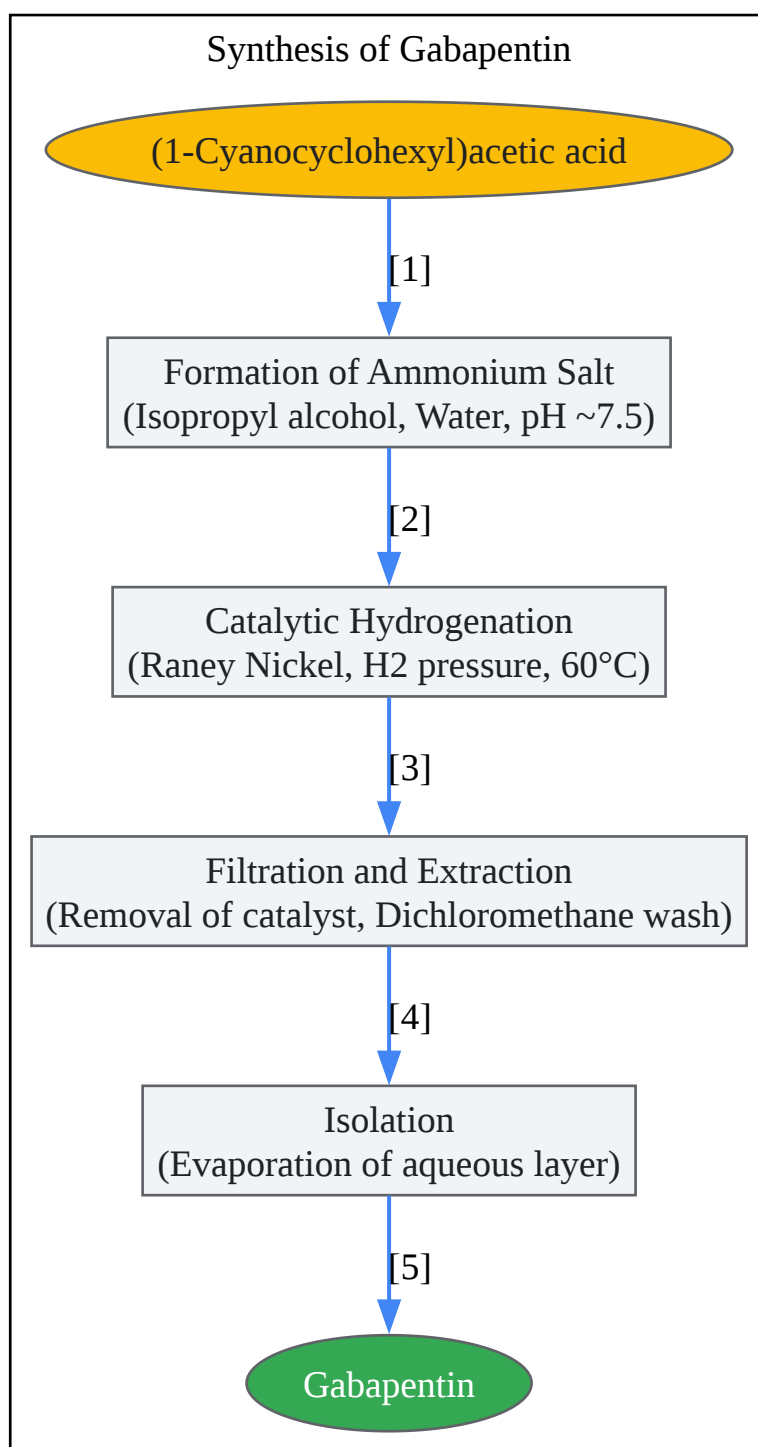 Synthesis of Gabapentin
(1-Cyanocyclohexyl)acetic acid
[1]
Formation of Ammonium Salt
(Isopropyl alcohol, Water, pH ~7.5)
[2]
Catalytic Hydrogenation
(Raney Nickel, H2 pressure, 60°C)
[3]
Filtration and Extraction
(Removal of catalyst, Dichloromethane wash)
[4]
Isolation
(Evaporation of aqueous layer)
[5]
Gabapentin